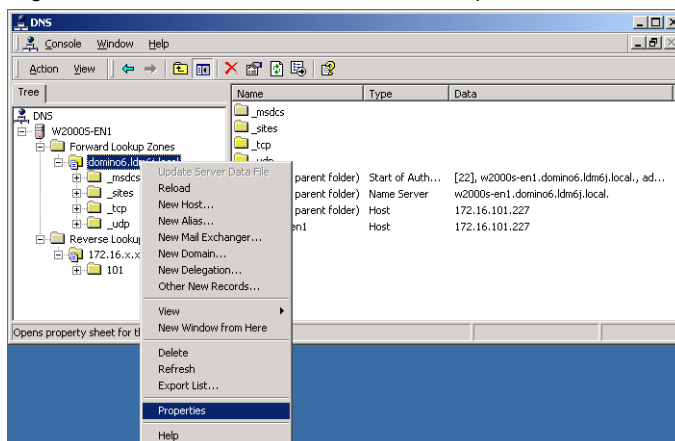 DNS
Console Window Help
Action View
Tree
Name Type Data
DNS
W2000S-EN1
Forward Lookup Zones
domino6.ldm6j.local
_msdcs
_sites
_tcp
_udp
Reverse Lookup
172.16.x.x
101
_msdcs
_sites
_tcp
_udp
parent folder) Start of Auth... [22], w2000s-en1.domino6.ldm6j.local., ad...
parent folder) Name Server w2000s-en1.domino6.ldm6j.local.
parent folder) Host 172.16.101.227
en1 Host 172.16.101.227
Update Server Data File
Reload
New Host...
New Alias...
New Mail Exchanger...
New Domain...
New Delegation...
Other New Records...
View
New Window from Here
Delete
Refresh
Export List...
Properties
Help
Opens property sheet for